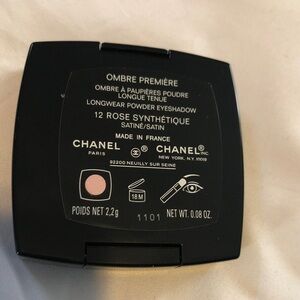 OMBRE PREMIÈRE
OMBRE À PAUPIÈRES POUDRE
LONGUE TENUE
LONGWEAR POWDER EYESHADOW
12 ROSE SYNTHÉTIQUE
SATINÉ/SATIN
MADE IN FRANCE
CHANEL CHANEL INC
PARIS NEW YORK, N.Y. 10019
92200 NEUILLY SUR SEINE
18 M
POIDS NET 2,2g 1101 NET WT. 0.08 OZ.